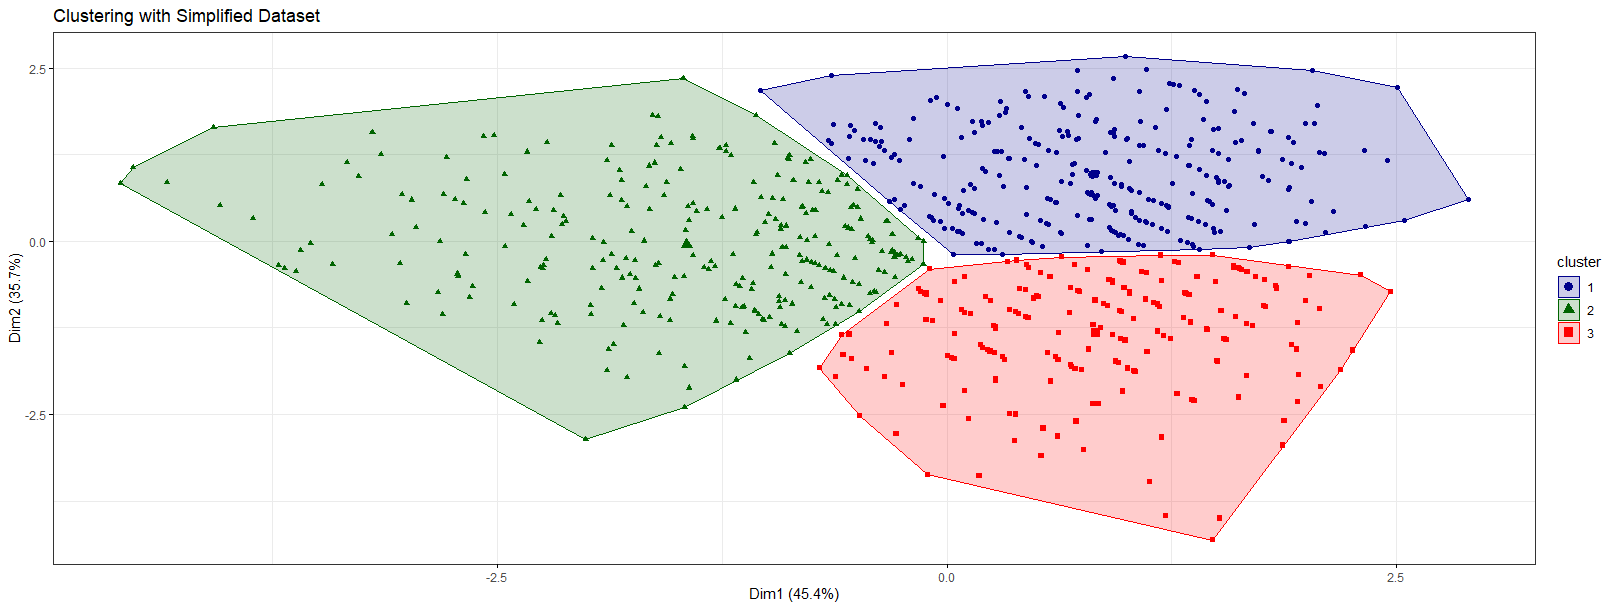 Clustering with Simplified Dataset
2.5
0.0
-2.5
Dim2 (35.7%)
-2.5
0.0
2.5
Dim1 (45.4%)
cluster
1
2
3